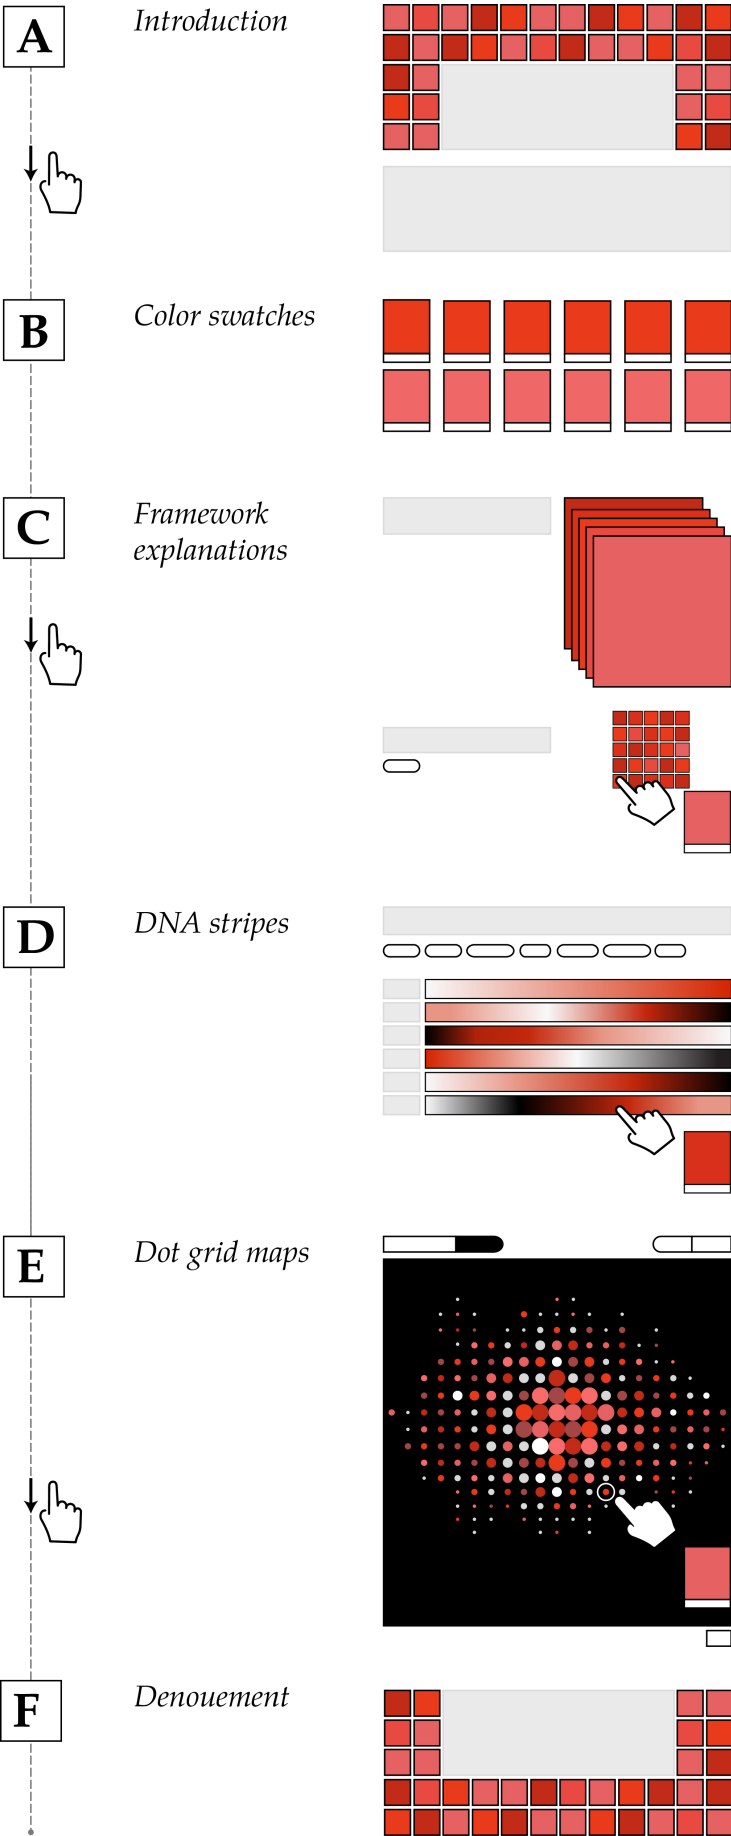 A
Introduction
B
Color swatches
C
Framework
explanations
D
DNA stripes
E
Dot grid maps
F
Denouement